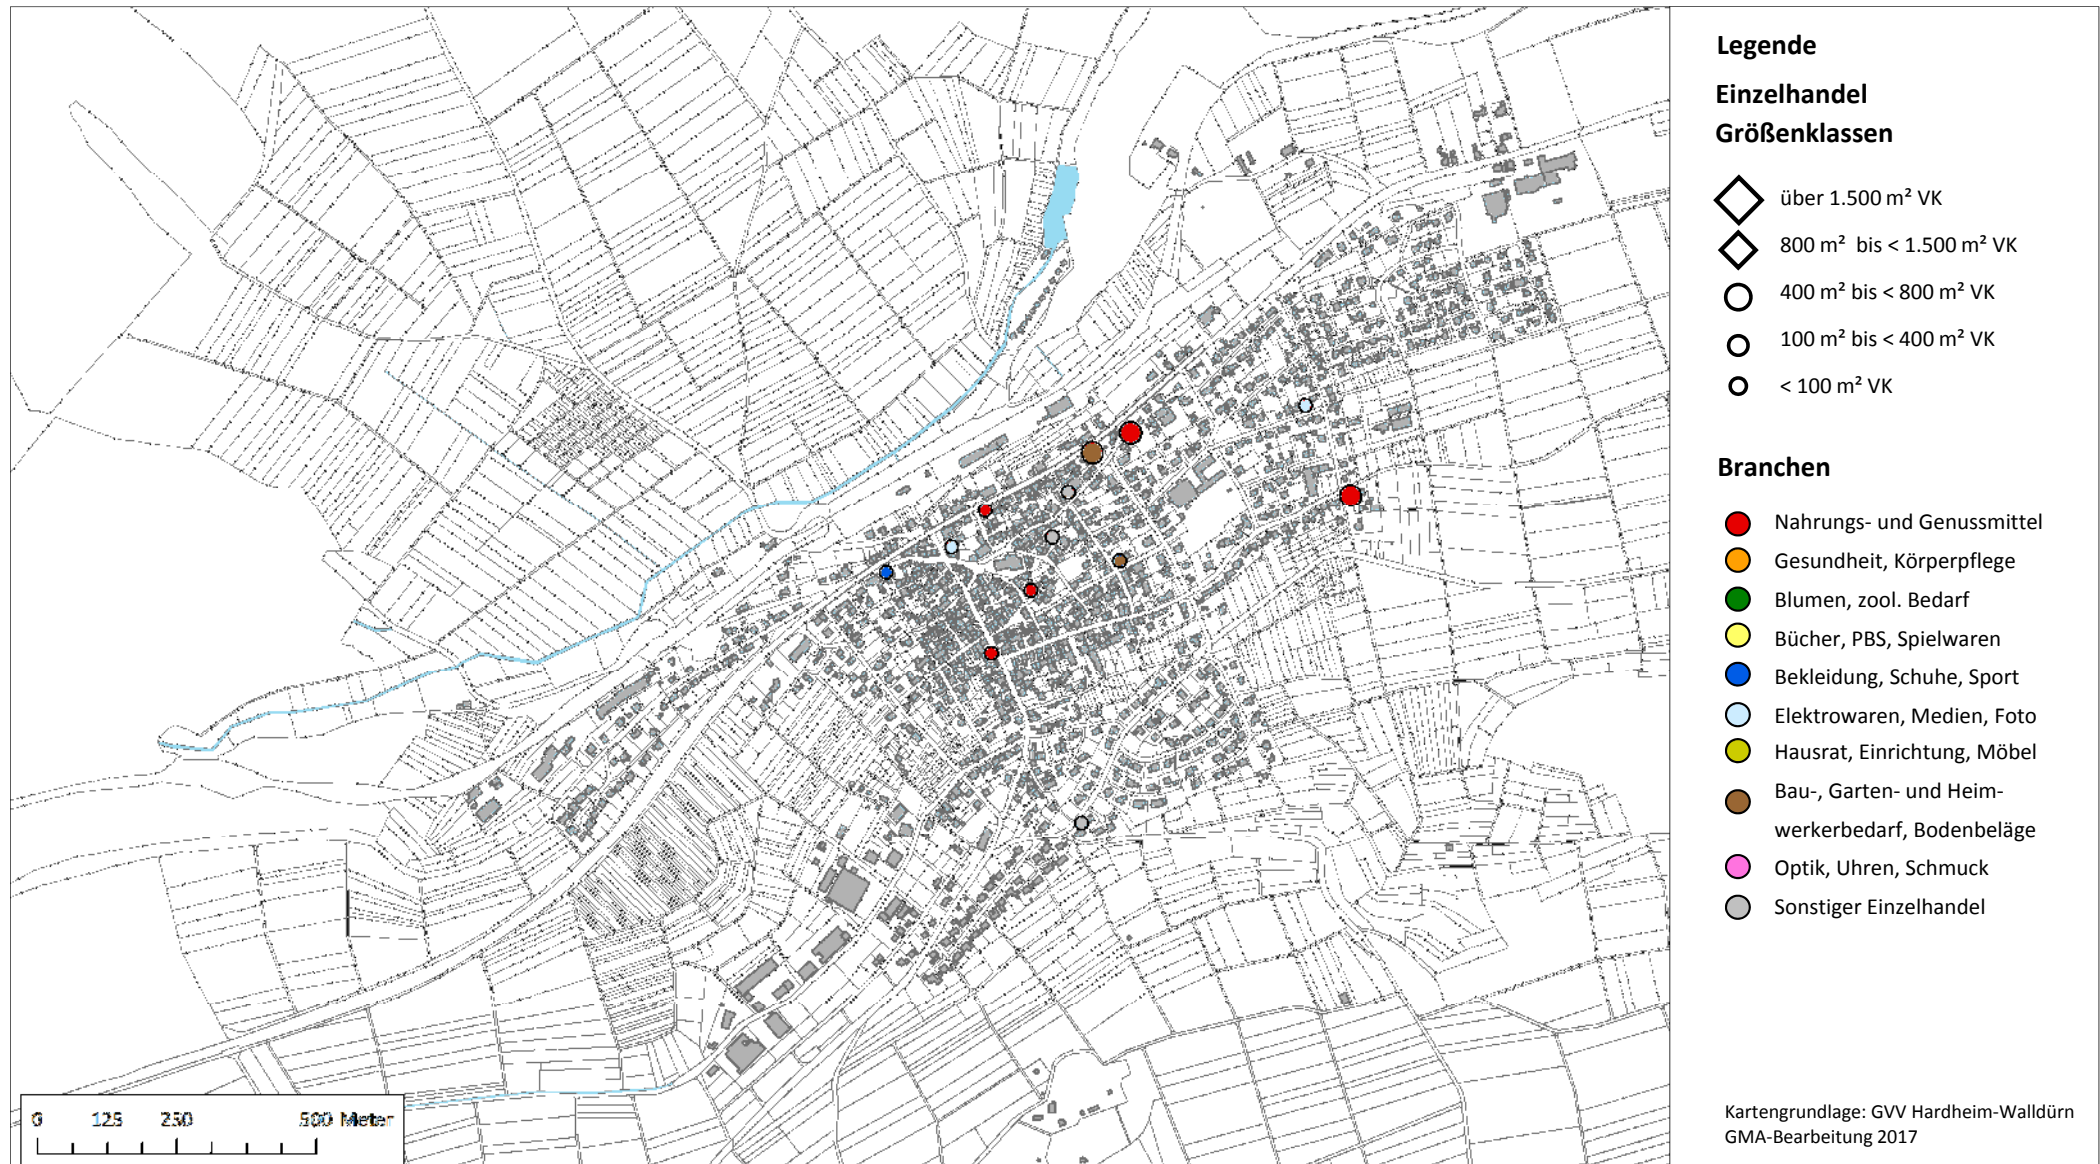 Legende
Einzelhandel
Größenklassen
über 1.500 m² VK
800 m² bis < 1.500 m² VK
400 m² bis < 800 m² VK
100 m² bis < 400 m² VK
< 100 m² VK
Branchen
Nahrungs- und Genussmittel
Gesundheit, Körperpflege
Blumen, zool. Bedarf
Bücher, PBS, Spielwaren
Bekleidung, Schuhe, Sport
Elektrowaren, Medien, Foto
Hausrat, Einrichtung, Möbel
Bau-, Garten- und Heim-
werkerbedarf, Bodenbeläge
Optik, Uhren, Schmuck
Sonstiger Einzelhandel
0 125 250 500 Meter
Kartengrundlage: GVV Hardheim-Walldürn
GMA-Bearbeitung 2017